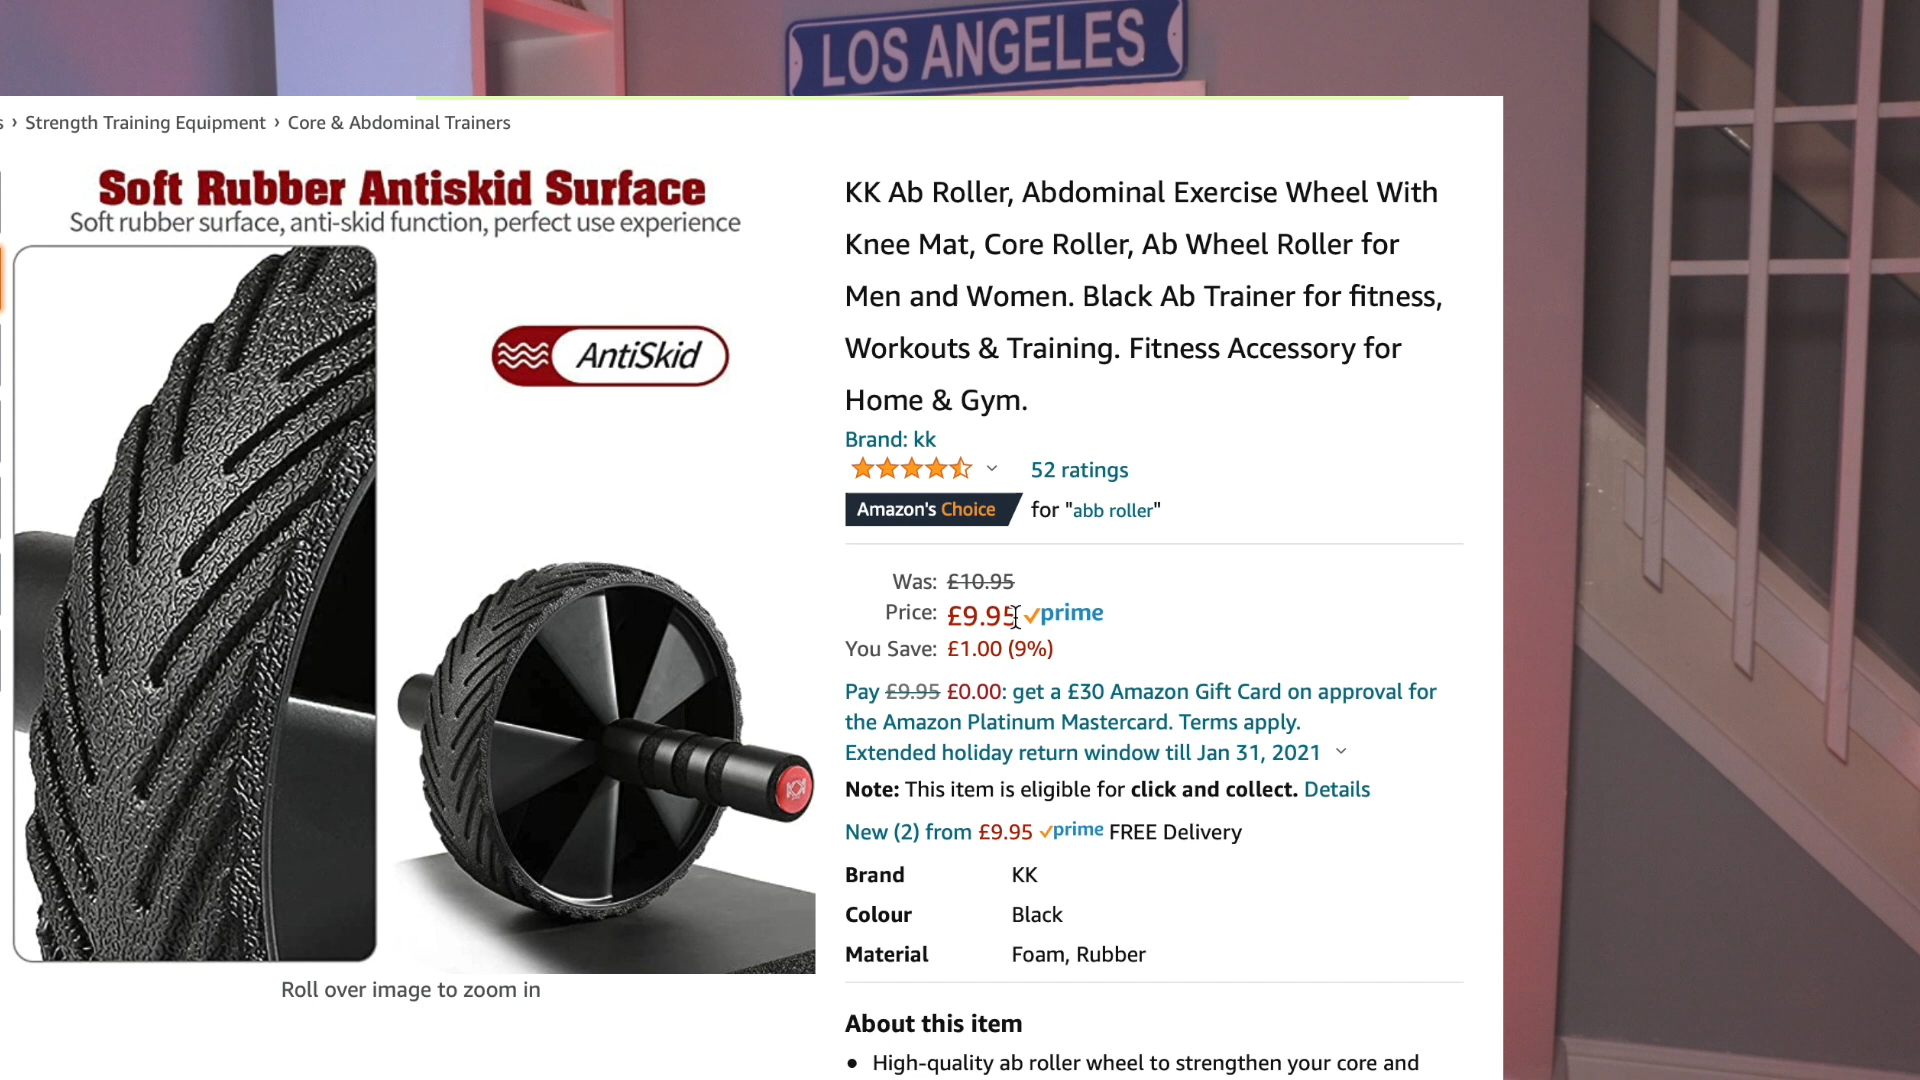 LOS ANGELES
s › Strength Training Equipment › Core & Abdominal Trainers
Soft Rubber Antiskid Surface
Soft rubber surface, anti-skid function, perfect use experience
AntiSkid
Roll over image to zoom in
KK Ab Roller, Abdominal Exercise Wheel With
Knee Mat, Core Roller, Ab Wheel Roller for
Men and Women. Black Ab Trainer for fitness,
Workouts & Training. Fitness Accessory for
Home & Gym.
Brand: kk
52 ratings
Amazon's Choice for "abb roller"
Was: £10.95
Price: £9.95 prime
You Save: £1.00 (9%)
Pay £9.95 £0.00: get a £30 Amazon Gift Card on approval for
the Amazon Platinum Mastercard. Terms apply.
Extended holiday return window till Jan 31, 2021
Note: This item is eligible for click and collect. Details
New (2) from £9.95 prime FREE Delivery
Brand KK
Colour Black
Material Foam, Rubber
About this item
• High-quality ab roller wheel to strengthen your core and